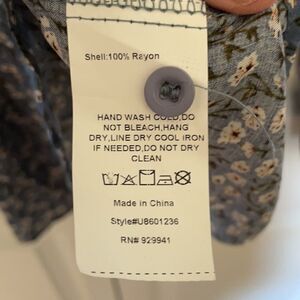 Shell:100% Rayon
HAND WASH COLD,DO
NOT BLEACH,HANG
DRY,LINE DRY COOL IRON
IF NEEDED,DO NOT DRY
CLEAN
Made in China
Style#U8601236
RN# 929941